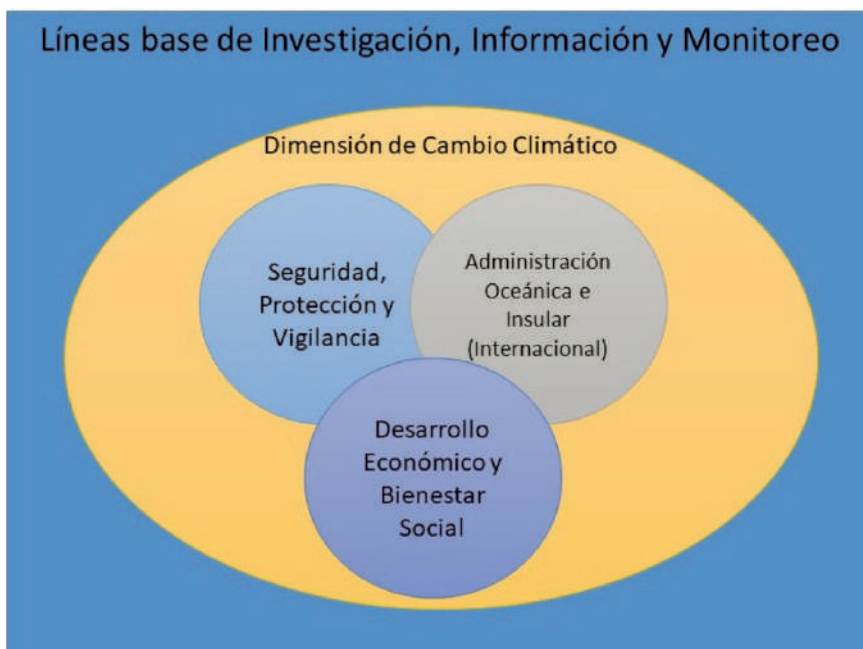 Líneas base de Investigación, Información y Monitoreo
Dimensión de Cambio Climático
Seguridad,
Protección y
Vigilancia
Administración
Oceánica e
Insular
(Internacional)
Desarrollo
Económico y
Bienestar
Social